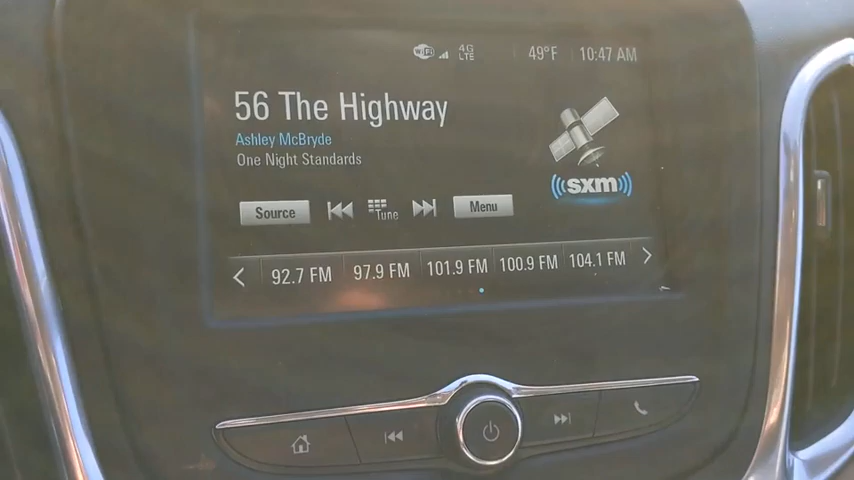 WiFi 4G LTE 49°F 10:47 AM
56 The Highway
Ashley McBryde
One Night Standards
sxm
Source Tune Menu
92.7 FM 97.9 FM 101.9 FM 100.9 FM 104.1 FM